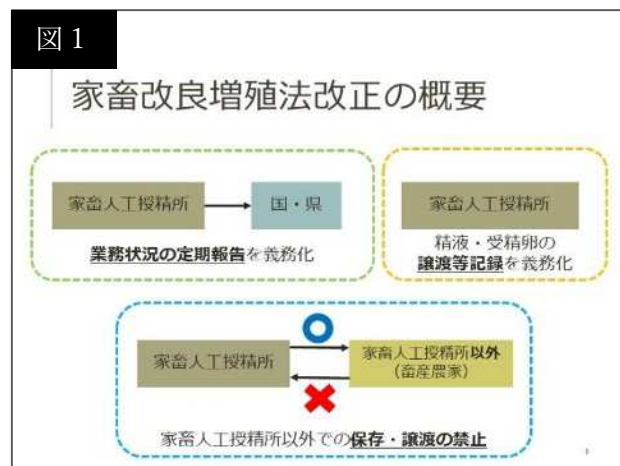 図 1
家畜改良増殖法改正の概要
家畜人工授精所
国・県
業務状況の定期報告を義務化
家畜人工授精所
精液・受精卵の
譲渡等記録を義務化
家畜人工授精所
家畜人工授精所以外
(畜産農家)
家畜人工授精所以外での保存・譲渡の禁止